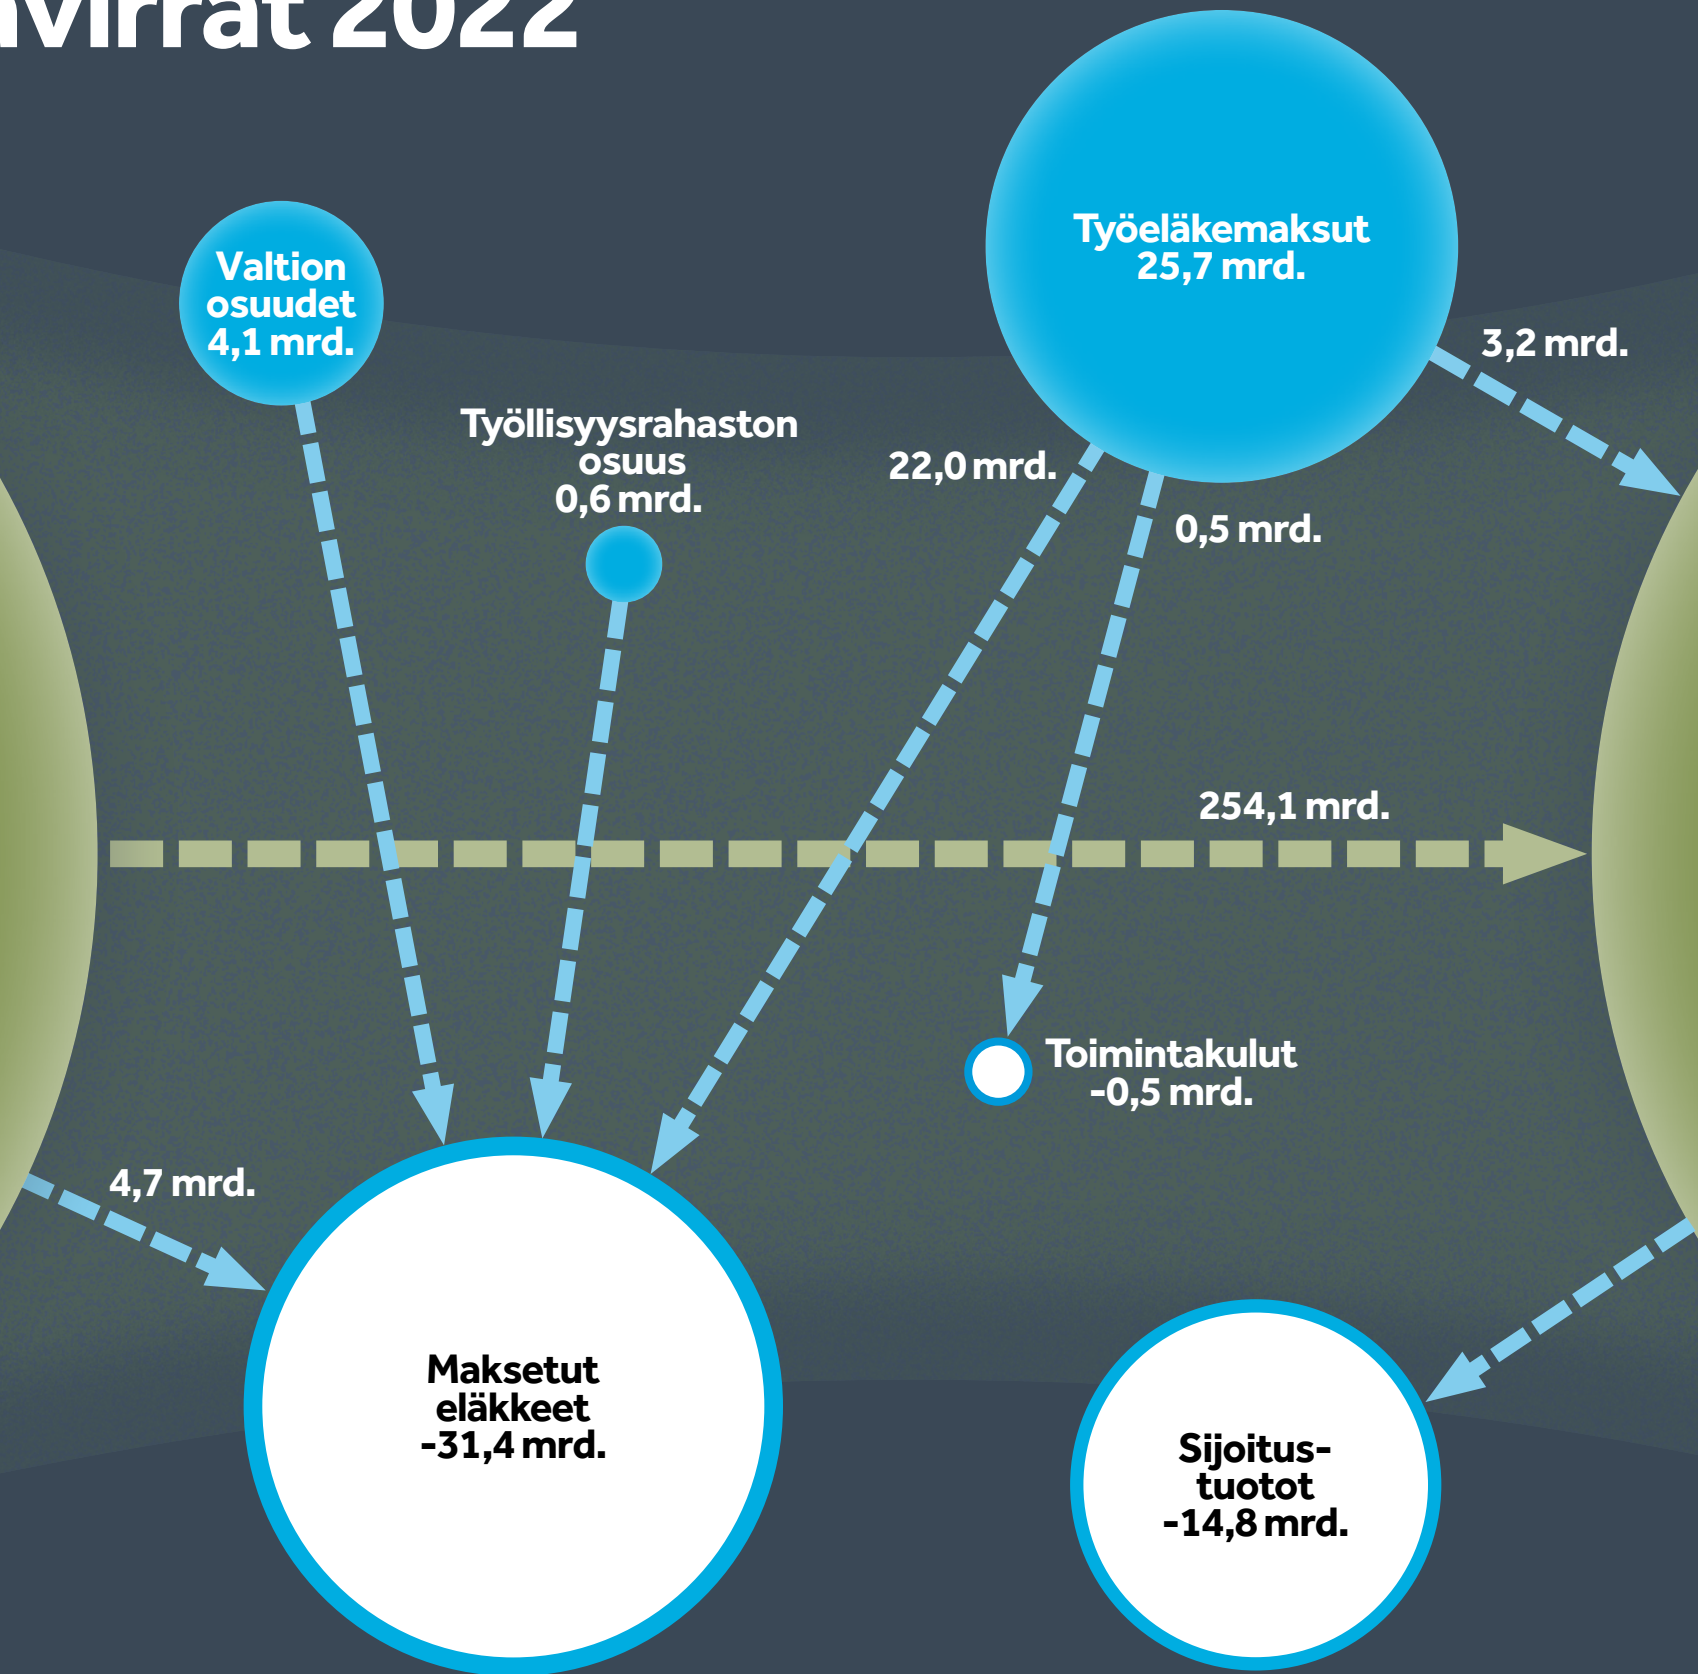 2022
Valtion
osuudet
4,1 mrd.
Työllisyysrahaston
osuus
0,6 mrd.
Työeläkemaksut
25,7 mrd.
3,2 mrd.
22,0 mrd.
0,5 mrd.
254,1 mrd.
Toimintakulut
-0,5 mrd.
4,7 mrd.
Maksetut
eläkkeet
-31,4 mrd.
Sijoitus-
tuotot
-14,8 mrd.